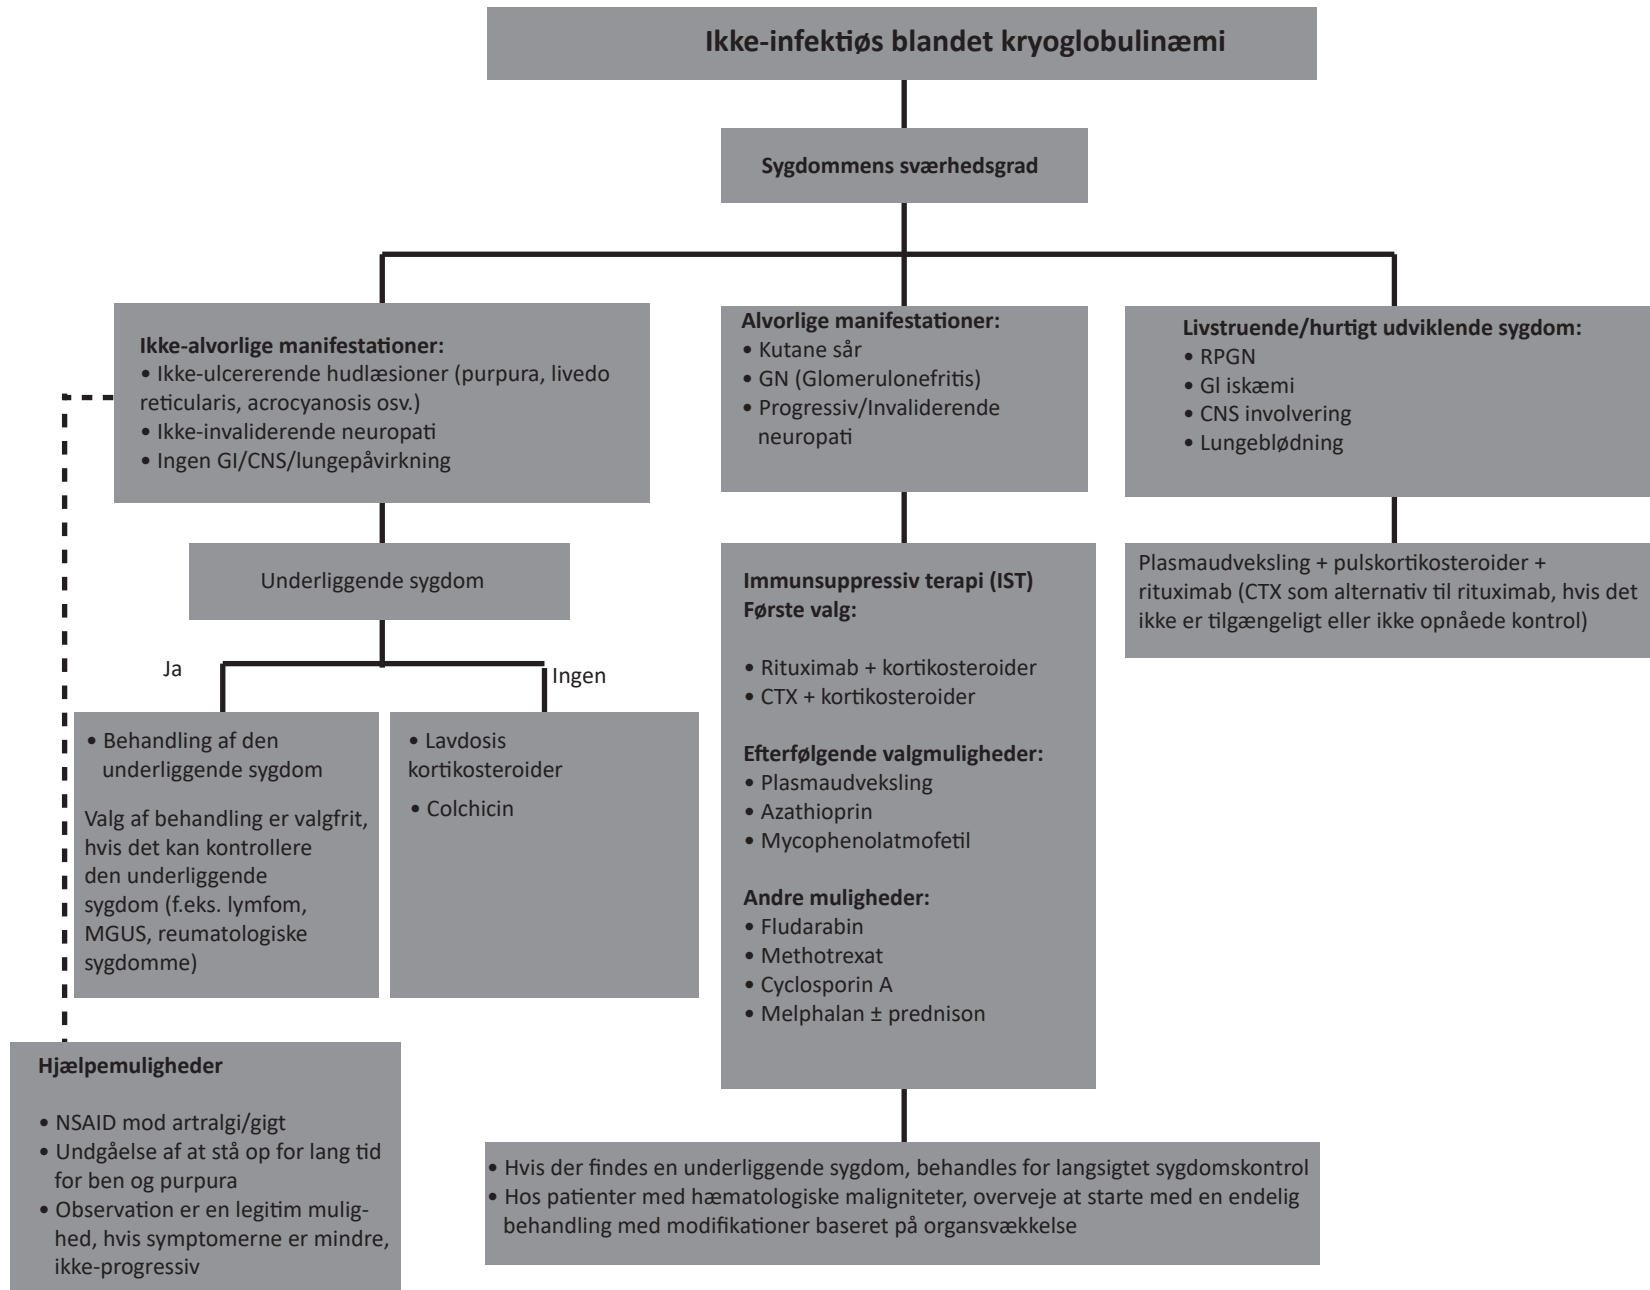 Ikke-infektiøs blandet kryoglobulinæmi
Sygdommens sværhedsgrad
Ikke-alvorlige manifestationer:
• Ikke-ulcererende hudlæsioner (purpura, livedo
reticularis, acrocyanosis osv.)
• Ikke-invaliderende neuropati
• Ingen GI/CNS/lungepåvirkning
Alvorlige manifestationer:
• Kutane sår
• GN (Glomerulonefritis)
• Progressiv/Invaliderende
neuropati
Livstruende/hurtigt udviklende sygdom:
• RPGN
• Gl iskæmi
• CNS involvering
• Lungeblødning
Underliggende sygdom
Ja
Ingen
• Behandling af den
underliggende sygdom
Valg af behandling er valgfrit,
hvis det kan kontrollere
den underliggende
sygdom (f.eks. lymfom,
MGUS, reumatologiske
sygdomme)
• Lavdosis
kortikosteroider
• Colchicin
Immunsuppressiv terapi (IST)
Første valg:
• Rituximab + kortikosteroider
• CTX + kortikosteroider
Efterfølgende valgmuligheder:
• Plasmaudveksling
• Azathioprin
• Mycophenolatmofetil
Andre muligheder:
• Fludarabin
• Methotrexat
• Cyclosporin A
• Melphalan ± prednison
Plasmaudveksling + pulskortikosteroider +
rituximab (CTX som alternativ til rituximab, hvis det
ikke er tilgængeligt eller ikke opnåede kontrol)
Hjælpemuligheder
• NSAID mod artralgi/gigt
• Undgåelse af at stå op for lang tid
for ben og purpura
• Observation er en legitim mulig-
hed, hvis symptomerne er mindre,
ikke-progressiv
• Hvis der findes en underliggende sygdom, behandles for langsigtet sygdomskontrol
• Hos patienter med hæmatologiske maligniteter, overveje at starte med en endelig
behandling med modifikationer baseret på organsvækkelse